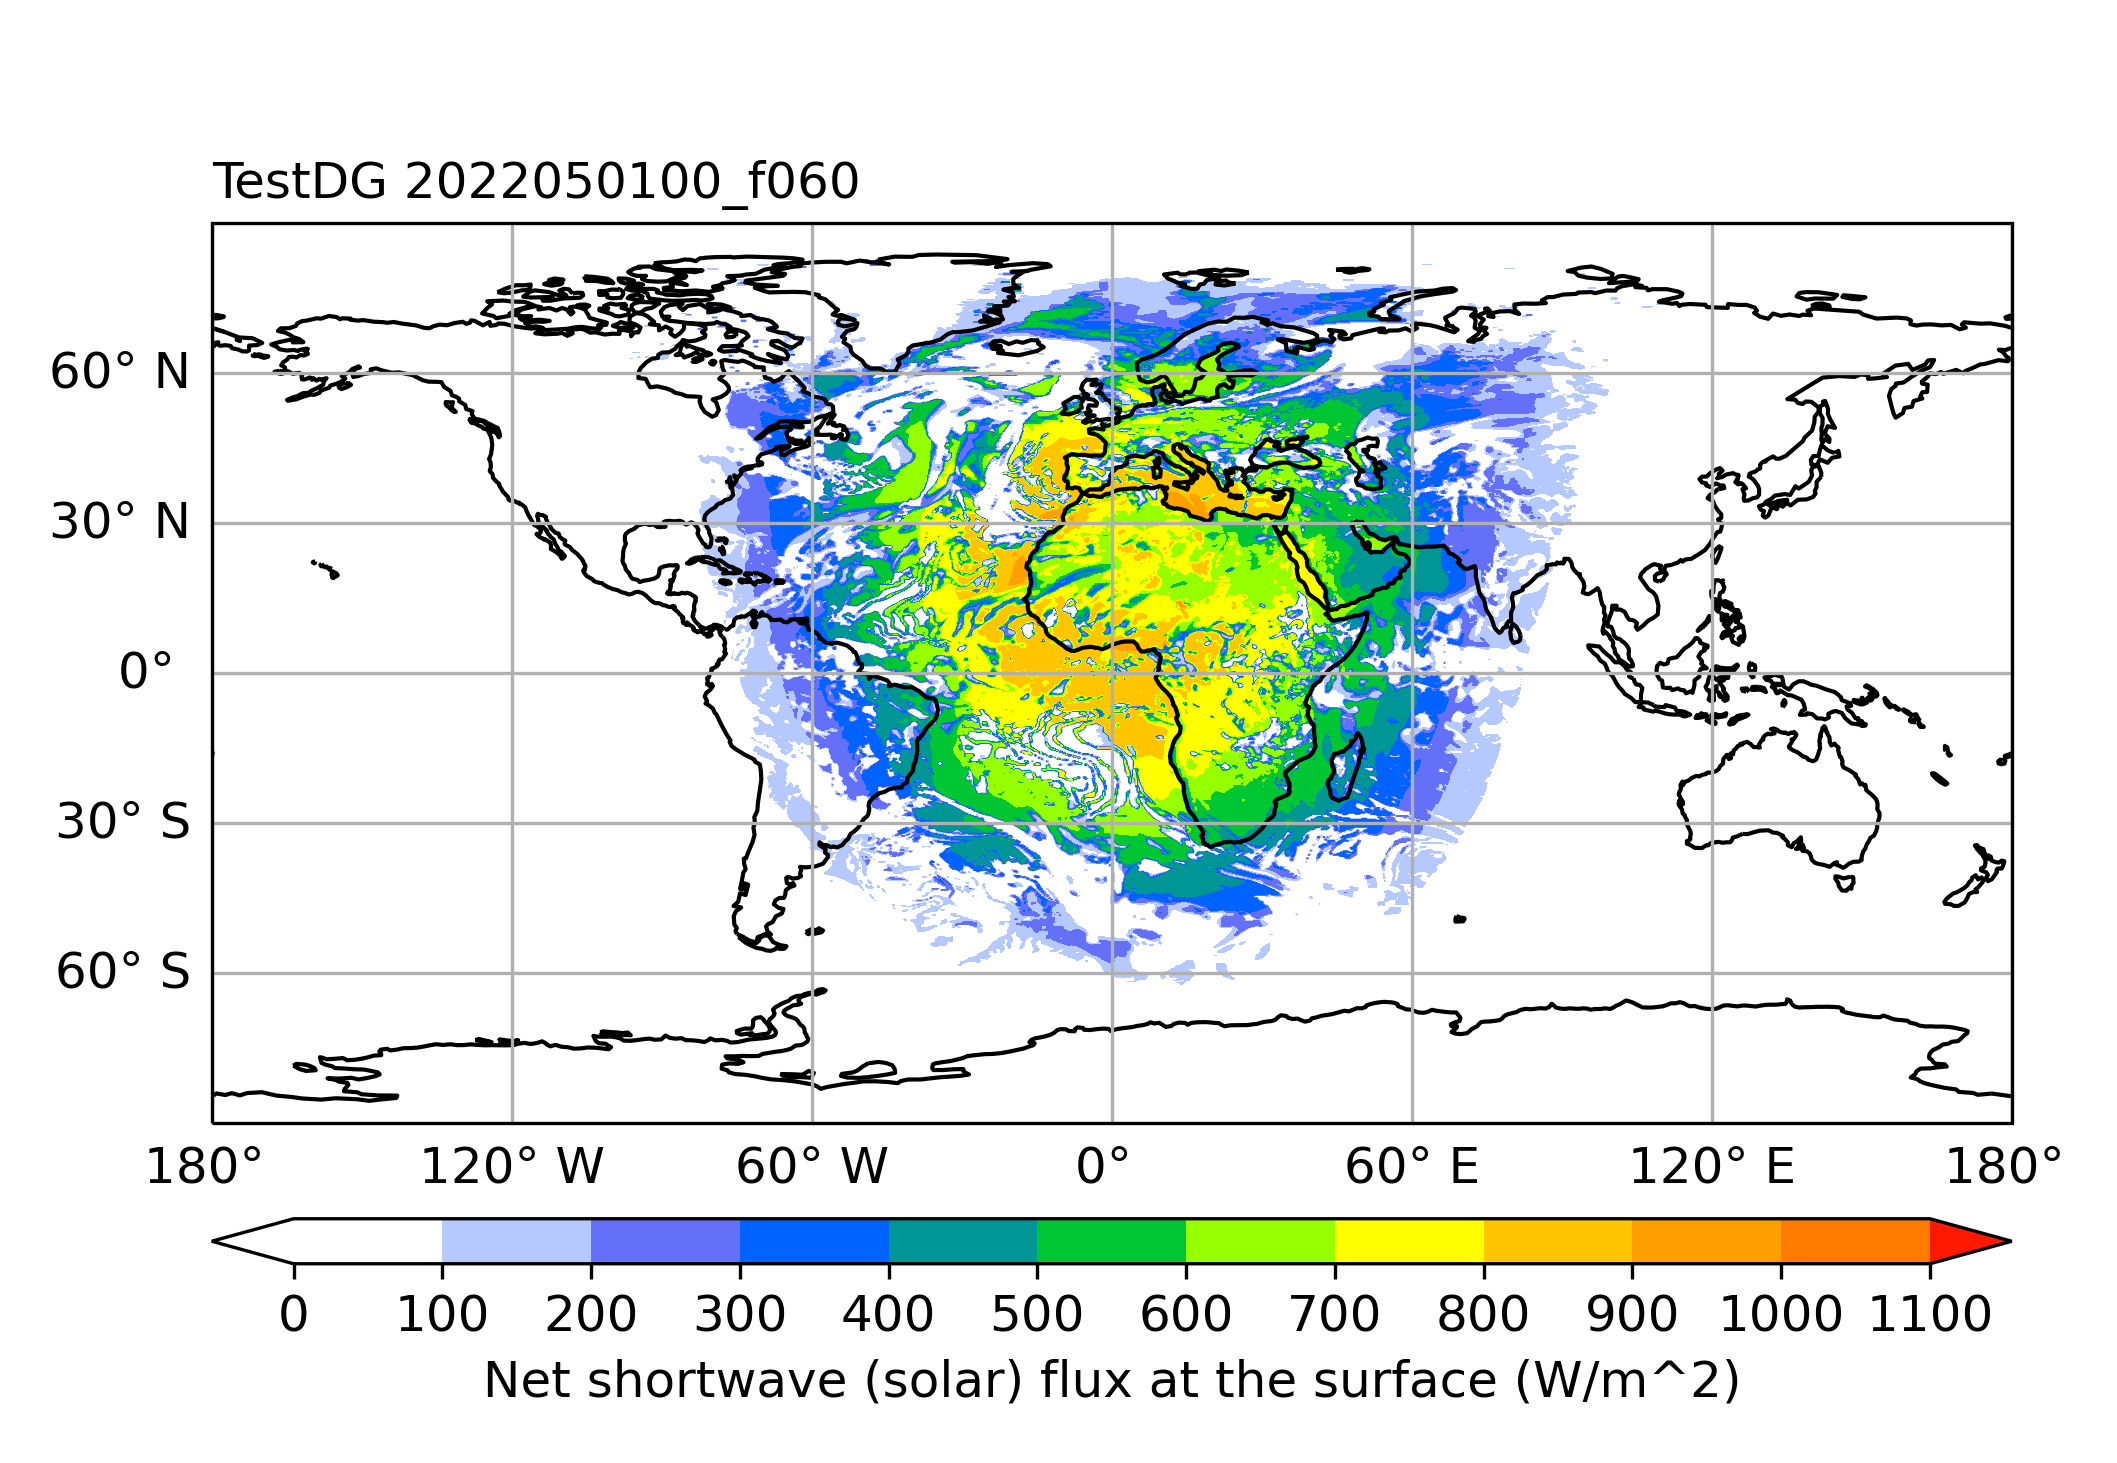 TestDG 2022050100_f060
60° N
30° N
0°
30° S
60° S
180° 120° W 60° W 0° 60° E 120° E 180°
0 100 200 300 400 500 600 700 800 900 1000 1100
Net shortwave (solar) flux at the surface (W/m^2)